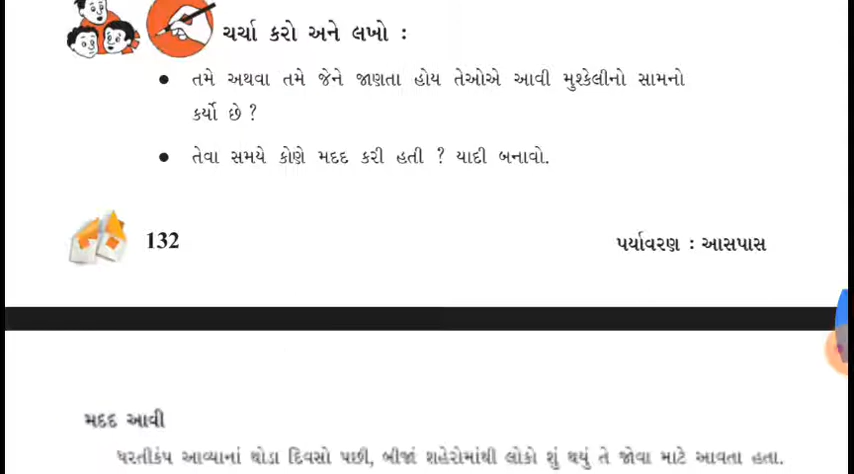 ચર્ચા કરો અને લખો :
• તમે અથવા તમે જેને જાણતા હોય તેઓએ આવી મુશ્કેલીનો સામનો
કર્યો છે ?
• તેવા સમયે કોણે મદદ કરી હતી ? યાદી બનાવો.
132
પર્યાવરણ : આસપાસ
મદદ આવી
ધરતીકંપ આવ્યાનાં થોડા દિવસો પછી, બીજાં શહેરોમાંથી લોકો શું થયું તે જોવા માટે આવતા હતા.